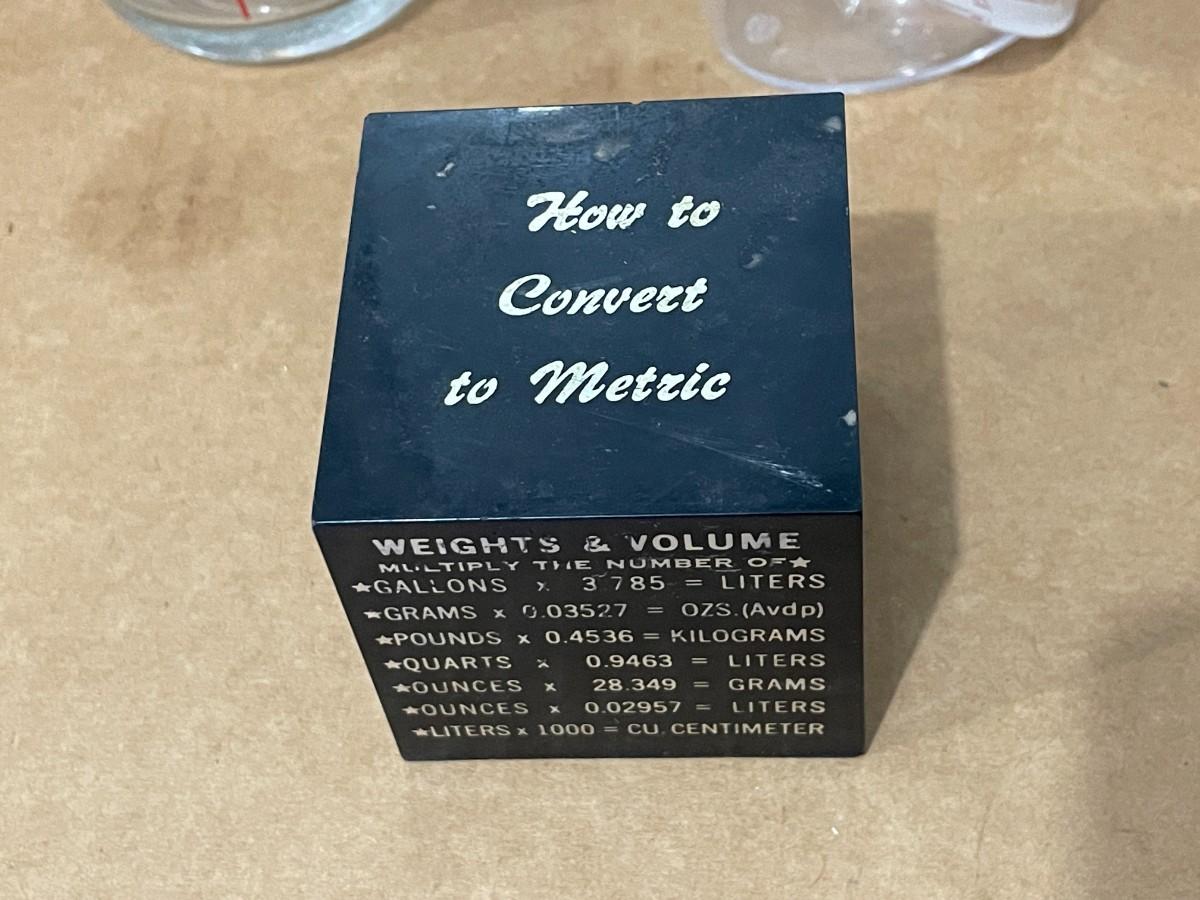 How to
Convert
to Metric
WEIGHTS & VOLUME
MULTIPLY THE NUMBER OF★
★GALLONS x 3.785 = LITERS
★GRAMS x 0.03527 = OZS.(Avdp)
★POUNDS x 0.4536 = KILOGRAMS
★QUARTS x 0.9463 = LITERS
★OUNCES x 28.349 = GRAMS
★OUNCES x 0.02957 = LITERS
★LITERS x 1000 = CU. CENTIMETER